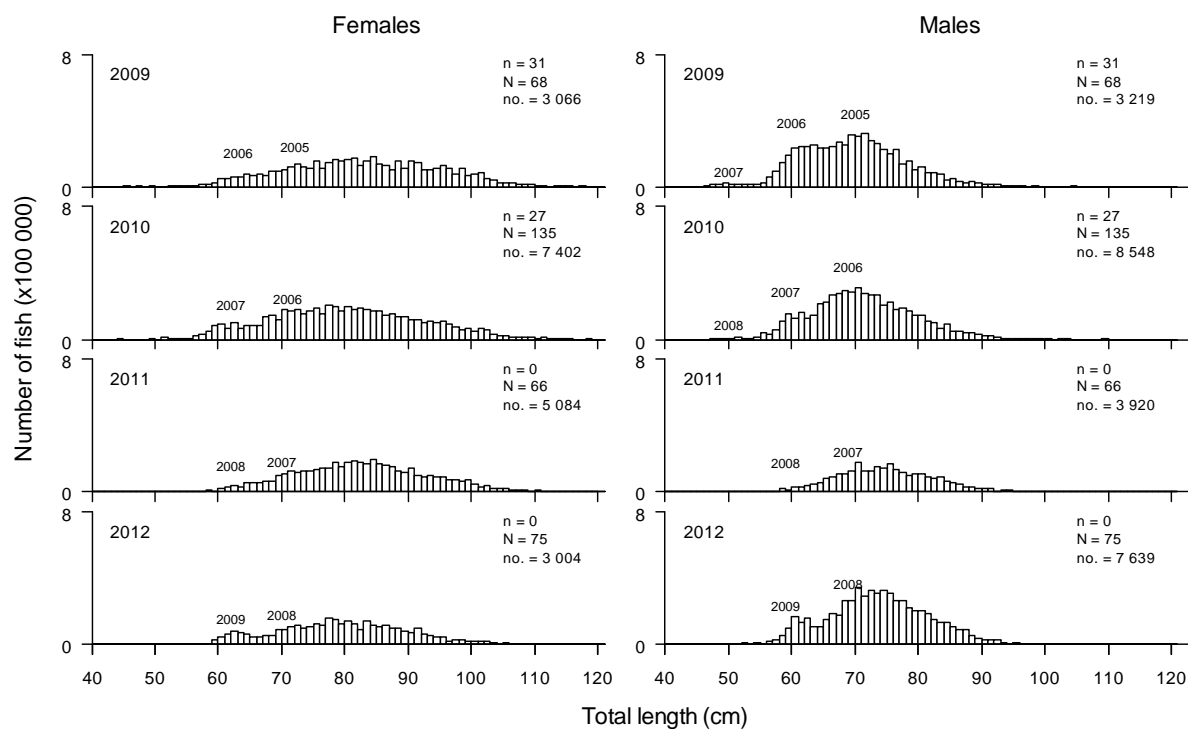 Females
Males
Number of fish (x100 000)
8
2009
n = 31
N = 68
no. = 3 066
2006
2005
0
2009
n = 31
N = 68
no. = 3 219
2007
2006
2005
0
8
2010
n = 27
N = 135
no. = 7 402
2007
2006
0
2010
n = 27
N = 135
no. = 8 548
2008
2007
2006
0
8
2011
n = 0
N = 66
no. = 5 084
2008
2007
0
8
2011
n = 0
N = 66
no. = 3 920
2008
2007
0
8
2012
n = 0
N = 75
no. = 3 004
2009
2008
0
8
2012
n = 0
N = 75
no. = 7 639
2009
2008
0
40 50 60 70 80 90 100 110 120
40 50 60 70 80 90 100 110 120
Total length (cm)